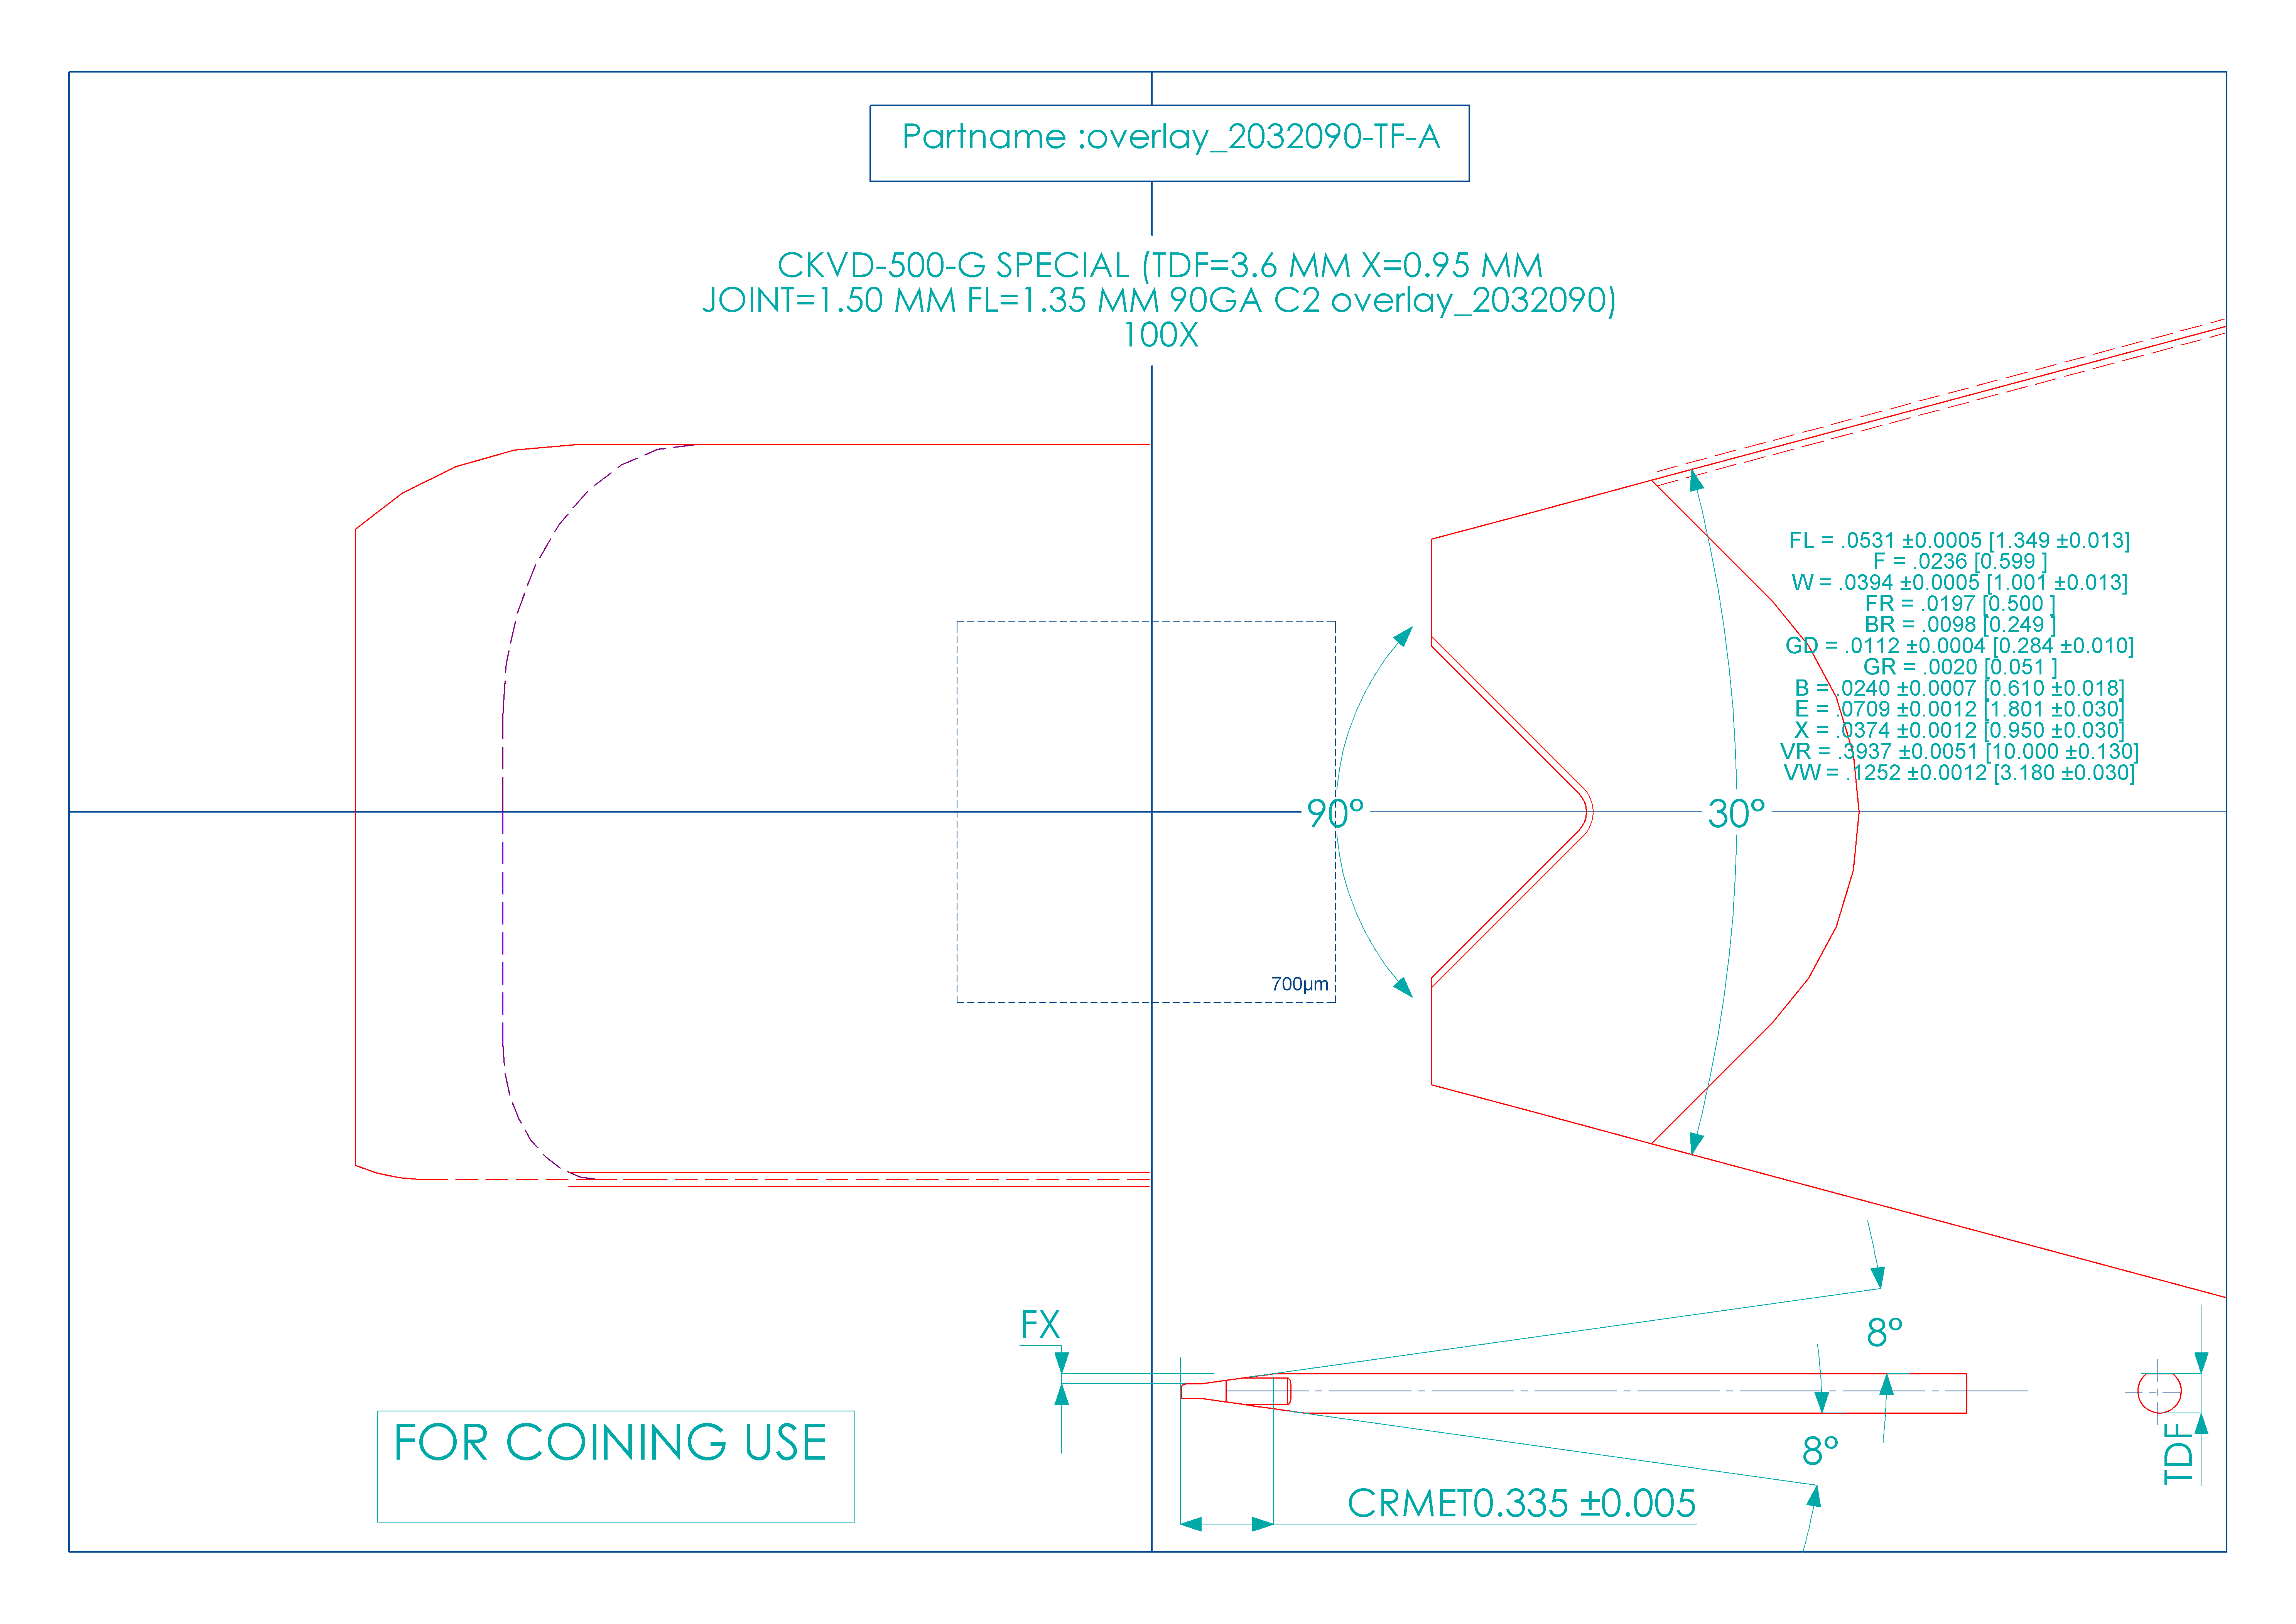 Partname :overlay_2032090-TF-A
CKVD-500-G SPECIAL (TDF=3.6 MM X=0.95 MM
JOINT=1.50 MM FL=1.35 MM 90GA C2 overlay_2032090)
100X
FL = .0531 ±0.0005 [1.349 ±0.013]
F = .0236 [0.599 ]
W = .0394 ±0.0005 [1.001 ±0.013]
FR = .0197 [0.500 ]
BR = .0098 [0.249 ]
GD = .0112 ±0.0004 [0.284 ±0.010]
GR = .0020 [0.051 ]
B = .0240 ±0.0007 [0.610 ±0.018]
E = .0709 ±0.0012 [1.801 ±0.030]
X = .0374 ±0.0012 [0.950 ±0.030]
VR = .3937 ±0.0051 [10.000 ±0.130]
VW = .1252 ±0.0012 [3.180 ±0.030]
90°
30°
700µm
FX
8°
8°
TDF
FOR COINING USE
CRMET0.335 ±0.005